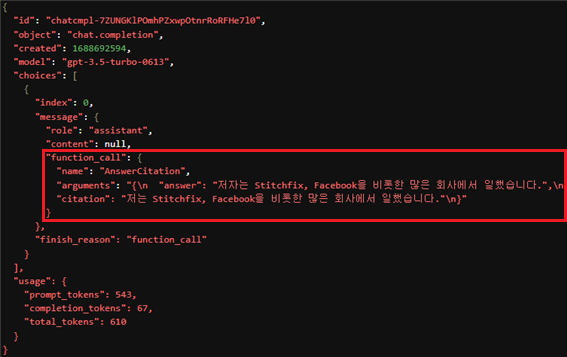 {
"id": "chatcmpl-7ZUNGKlPOmhPZxwpOtnrRoRFHe7l0",
"object": "chat.completion",
"created": 1688692594,
"model": "gpt-3.5-turbo-0613",
"choices": [
{
"index": 0,
"message": {
"role": "assistant",
"content": null,
"function_call": {
"name": "AnswerCitation",
"arguments": "{\n  "answer": "저자는 Stitchfix, Facebook을 비롯한 많은 회사에서 일했습니다.",\n
"citation": "저는 Stitchfix, Facebook을 비롯한 많은 회사에서 일했습니다."\n}"
}
},
"finish_reason": "function_call"
}
],
"usage": {
"prompt_tokens": 543,
"completion_tokens": 67,
"total_tokens": 610
}
}